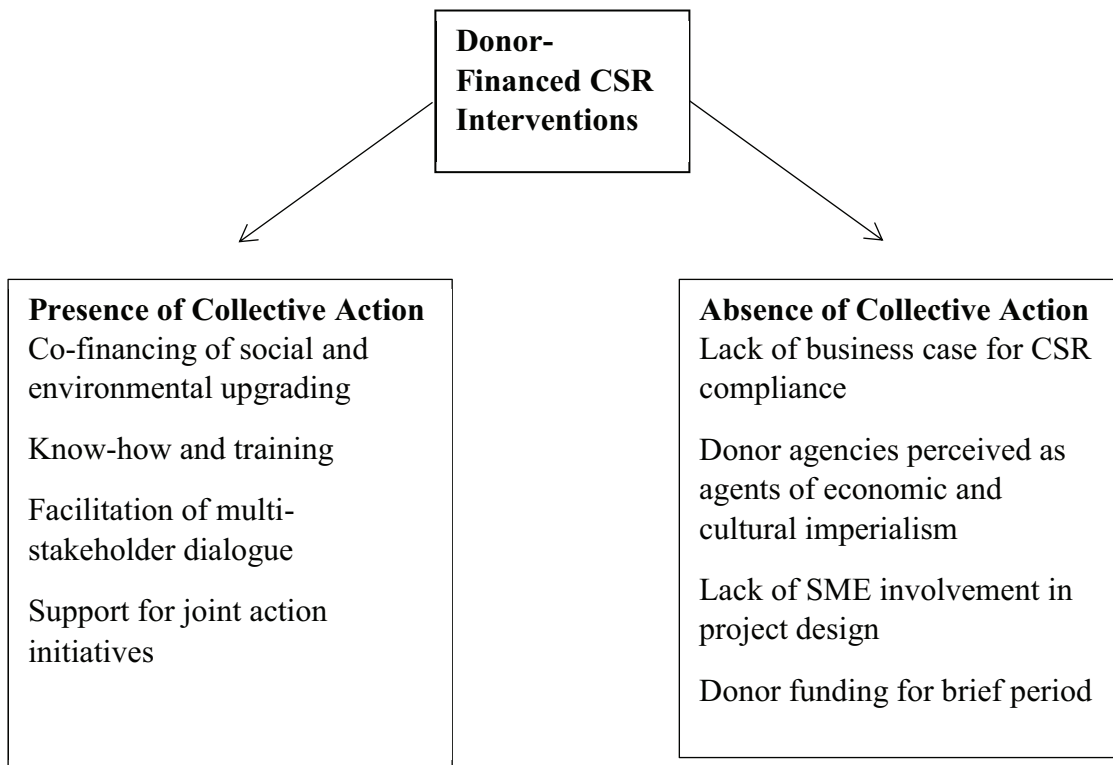 Donor-
Financed CSR
Interventions
Presence of Collective Action
Co-financing of social and
environmental upgrading
Know-how and training
Facilitation of multi-
stakeholder dialogue
Support for joint action
initiatives
Absence of Collective Action
Lack of business case for CSR
compliance
Donor agencies perceived as
agents of economic and
cultural imperialism
Lack of SME involvement in
project design
Donor funding for brief period